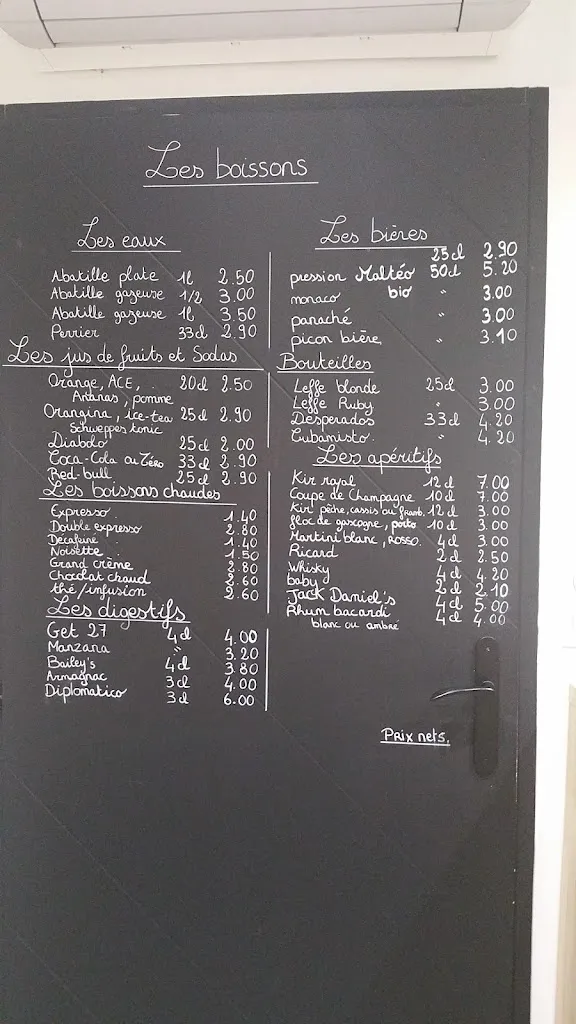 Les boissons
Les eaux
Abatille plate 1l 2.50
Abatille gazeuse 1/2 3.00
Abatille gazeuse 1l 3.50
Perrier 33cl 2.90
Les jus de fruits et Sodas
Orange, ACE, 20cl 2.50
Ananas, pomme
Orangina, ice-tea 25cl 2.90
Schweppes tonic
Diabolo 25cl 2.00
Coca-Cola ou Zéro 33cl 2.90
Red-bull 25cl 2.90
Les boissons chaudes
Expresso 1.40
Double expresso 2.80
Décaféiné 1.40
Noisette 1.50
Grand crème 2.80
Chocolat chaud 2.60
thé/infusion 2.60
Les digestifs
Get 27 4cl 4.00
Manzana " 3.20
Bailey's 4cl 3.80
Armagnac 3cl 4.00
Diplomatico 3cl 6.00
Les bières
25cl 2.90
pression Maltéo 50cl 5.20
bio
monaco " 3.00
panaché 3.00
picon bière " 3.10
Bouteilles
Leffe blonde 25cl 3.00
Leffe Ruby " 3.00
Desperados 33cl 4.20
Cubanisto " 4.20
Les apéritifs
Kir royal 12cl 7.00
Coupe de Champagne 10cl 7.00
Kir pêche, cassis ou framb. 12cl 3.00
floc de gascogne, porto 10cl 3.00
Martini blanc, rosso 4cl 3.00
Ricard 2cl 2.50
Whisky 4cl 4.20
baby 2cl 2.10
Jack Daniel's 4cl 5.00
Rhum bacardi 4cl 4.00
blanc ou ambré
Prix nets.